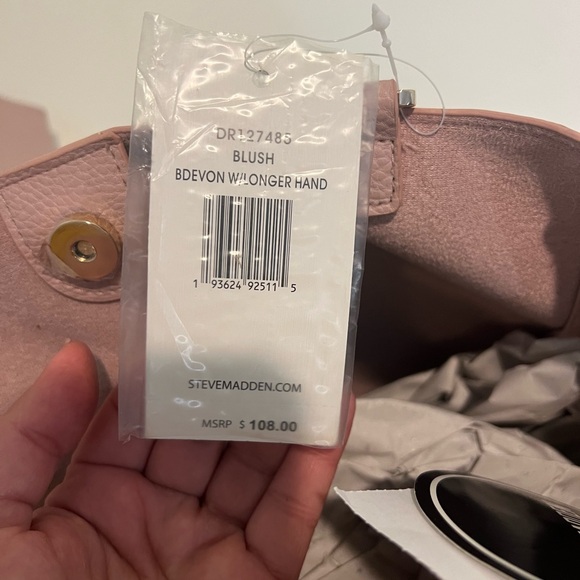 DR127485
BLUSH
BDEVON W/LONGER HAND
1 93624 92511 5
STEVEMADDEN.COM
MSRP $ 108.00